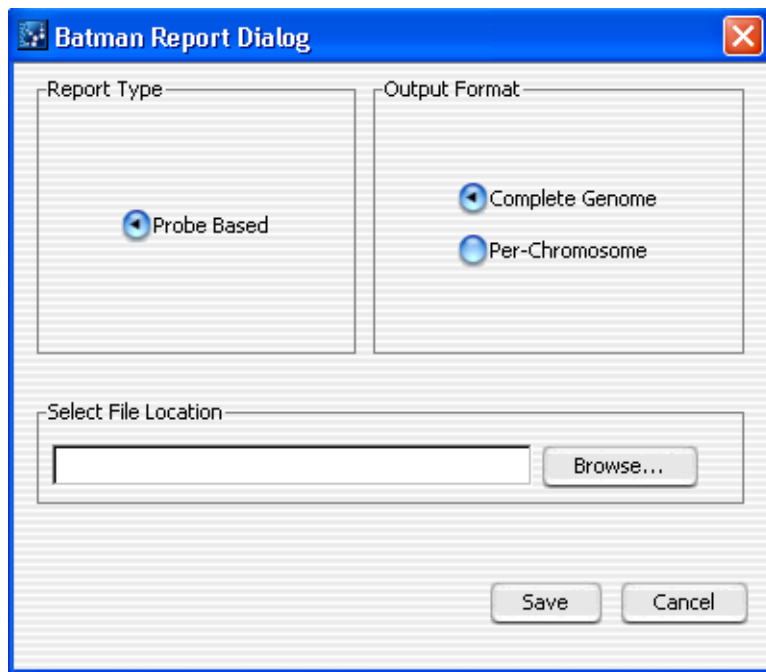 Batman Report Dialog
Report Type
Probe Based
Output Format
Complete Genome
Per-Chromosome
Select File Location
Browse...
Save
Cancel